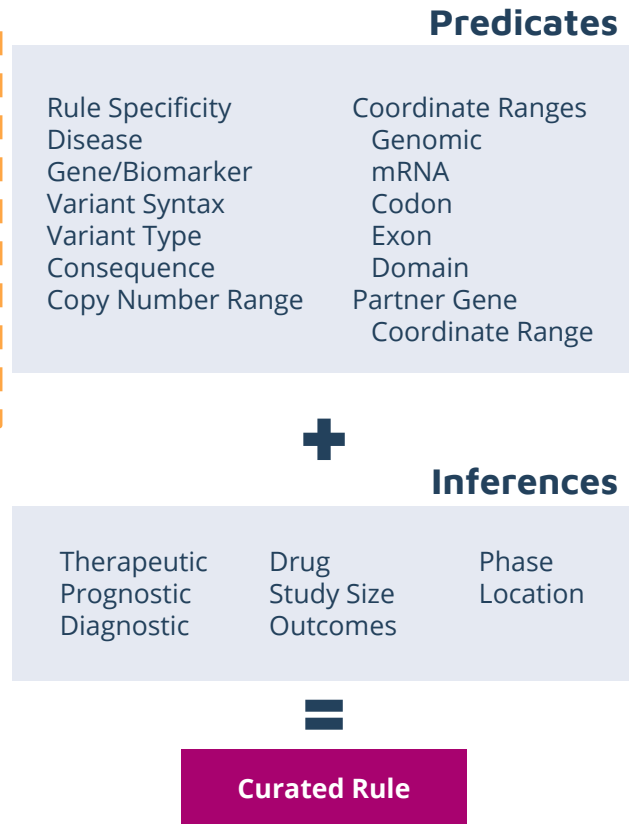 Predicates
Rule Specificity
Disease
Gene/Biomarker
Variant Syntax
Variant Type
Consequence
Copy Number Range
Coordinate Ranges
Genomic
mRNA
Codon
Exon
Domain
Partner Gene
Coordinate Range
+
Inferences
Therapeutic
Prognostic
Diagnostic
Drug
Study Size
Outcomes
Phase
Location
=
Curated Rule